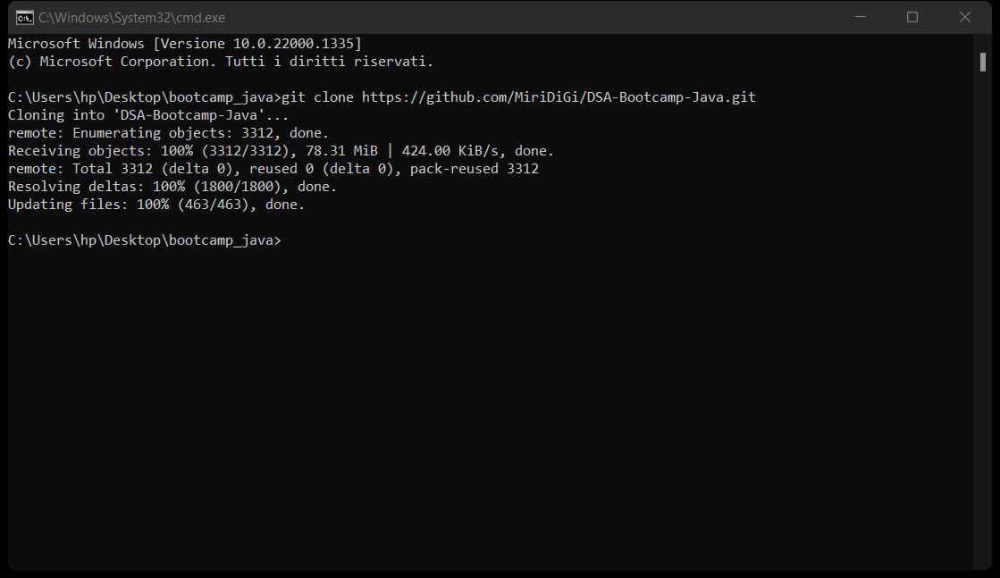 C:\Windows\System32\cmd.exe
Microsoft Windows [Versione 10.0.22000.1335]
(c) Microsoft Corporation. Tutti i diritti riservati.
C:\Users\hp\Desktop\bootcamp_java>git clone https://github.com/MiriDiGi/DSA-Bootcamp-Java.git
Cloning into 'DSA-Bootcamp-Java'...
remote: Enumerating objects: 3312, done.
Receiving objects: 100% (3312/3312), 78.31 MiB | 424.00 KiB/s, done.
remote: Total 3312 (delta 0), reused 0 (delta 0), pack-reused 3312
Resolving deltas: 100% (1800/1800), done.
Updating files: 100% (463/463), done.
C:\Users\hp\Desktop\bootcamp_java>